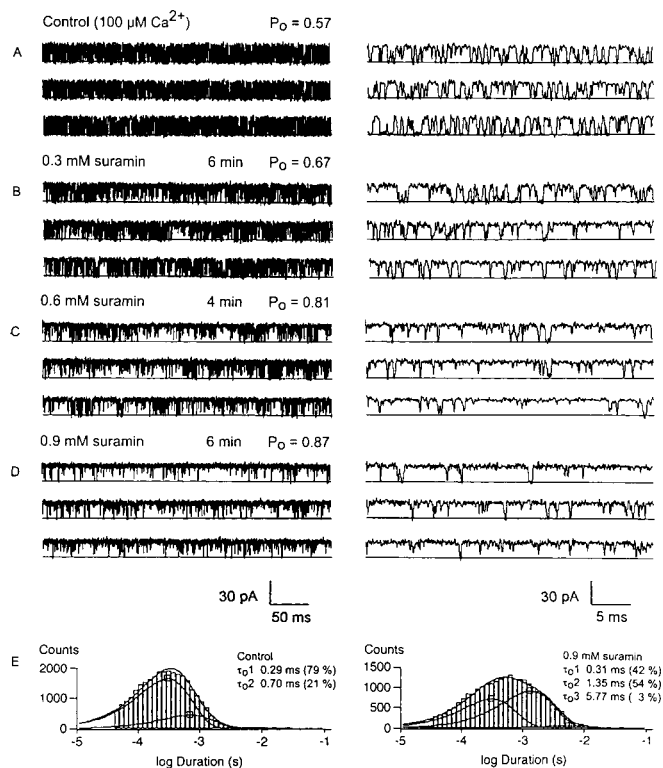 Control (100 µM Ca2+) Po = 0.57
A
0.3 mM suramin 6 min Po = 0.67
B
0.6 mM suramin 4 min Po = 0.81
C
0.9 mM suramin 6 min Po = 0.87
D
30 pA
50 ms
30 pA
5 ms
E
Counts
2000
1000
0
-5 -4 -3 -2 -1
log Duration (s)
Control
τo1 0.29 ms (79 %)
τo2 0.70 ms (21 %)
Counts
1500
1000
500
0
-5 -4 -3 -2 -1
log Duration (s)
0.9 mM suramin
τo1 0.31 ms (42 %)
τo2 1.35 ms (54 %)
τo3 5.77 ms ( 3 %)